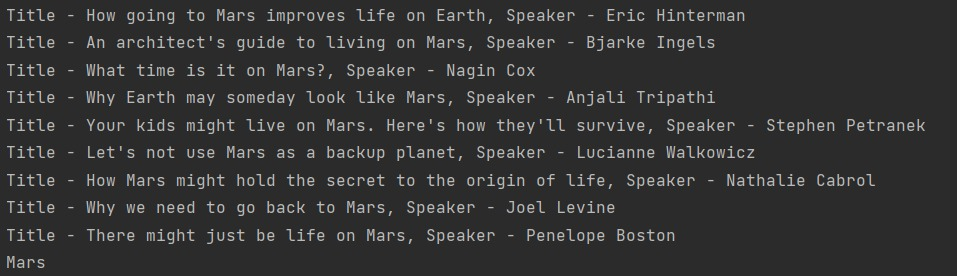 Title - How going to Mars improves life on Earth, Speaker - Eric Hinterman
Title - An architect's guide to living on Mars, Speaker - Bjarke Ingels
Title - What time is it on Mars?, Speaker - Nagin Cox
Title - Why Earth may someday look like Mars, Speaker - Anjali Tripathi
Title - Your kids might live on Mars. Here's how they'll survive, Speaker - Stephen Petranek
Title - Let's not use Mars as a backup planet, Speaker - Lucianne Walkowicz
Title - How Mars might hold the secret to the origin of life, Speaker - Nathalie Cabrol
Title - Why we need to go back to Mars, Speaker - Joel Levine
Title - There might just be life on Mars, Speaker - Penelope Boston
Mars